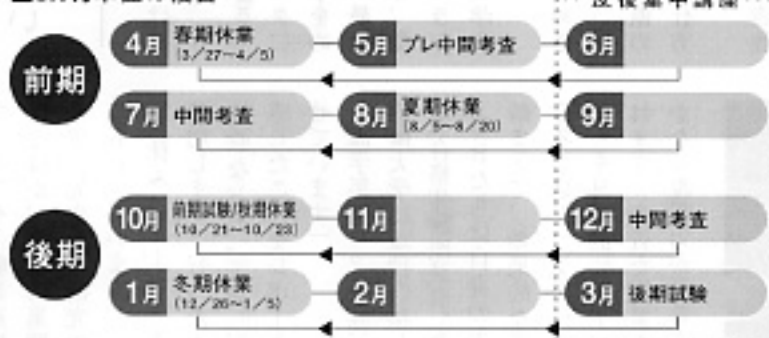 前期
4月 春期休業
(3/27~4/5)
5月 プレ中間考査
6月
7月 中間考査
8月 夏期休業
(8/5~8/20)
9月
後期
10月 前期試験/秋期休業
(10/21~10/23)
11月
12月 中間考査
1月 冬期休業
(12/26~1/5)
2月
3月 後期試験